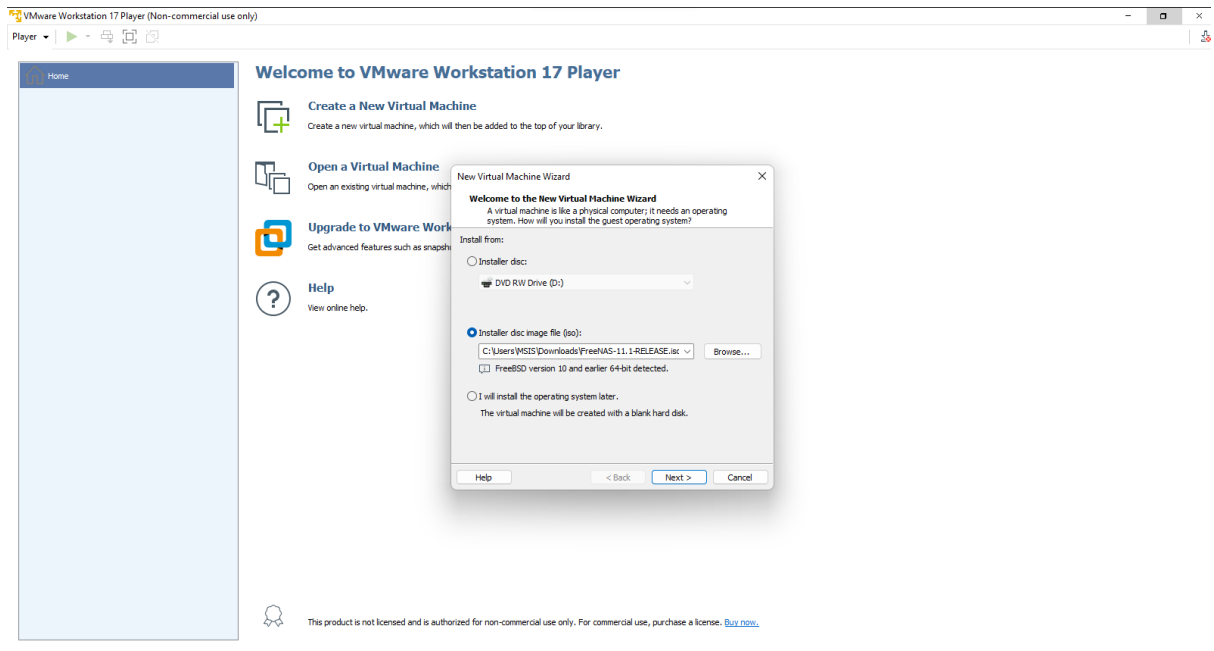 VMware Workstation 17 Player (Non-commercial use only)
Player
Home
Welcome to VMware Workstation 17 Player
Create a New Virtual Machine
Create a new virtual machine, which will then be added to the top of your library.
Open a Virtual Machine
Open an existing virtual machine, which
Upgrade to VMware Work
Get advanced features such as snapsh
Help
View online help.
New Virtual Machine Wizard
Welcome to the New Virtual Machine Wizard
A virtual machine is like a physical computer; it needs an operating
system. How will you install the guest operating system?
Install from:
Installer disc:
DVD RW Drive (D:)
Installer disc image file (iso):
C:\Users\MSIS\Downloads\FreeNAS-11.1-RELEASE.isc
Browse...
FreeBSD version 10 and earlier 64-bit detected.
I will install the operating system later.
The virtual machine will be created with a blank hard disk.
Help
< Back
Next >
Cancel
This product is not licensed and is authorized for non-commercial use only. For commercial use, purchase a license. Buy now.